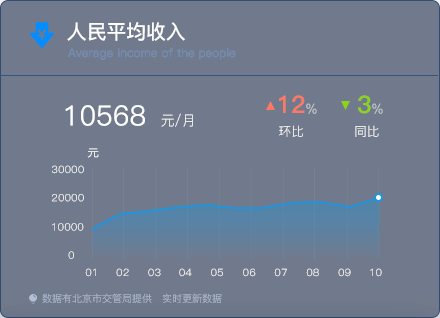 人民平均收入
Average income of the people
10568 元/月
▲12%
▼3%
环比
同比
元
30000
20000
10000
0
01 02 03 04 05 06 07 08 09 10
数据有北京市交管局提供 实时更新数据